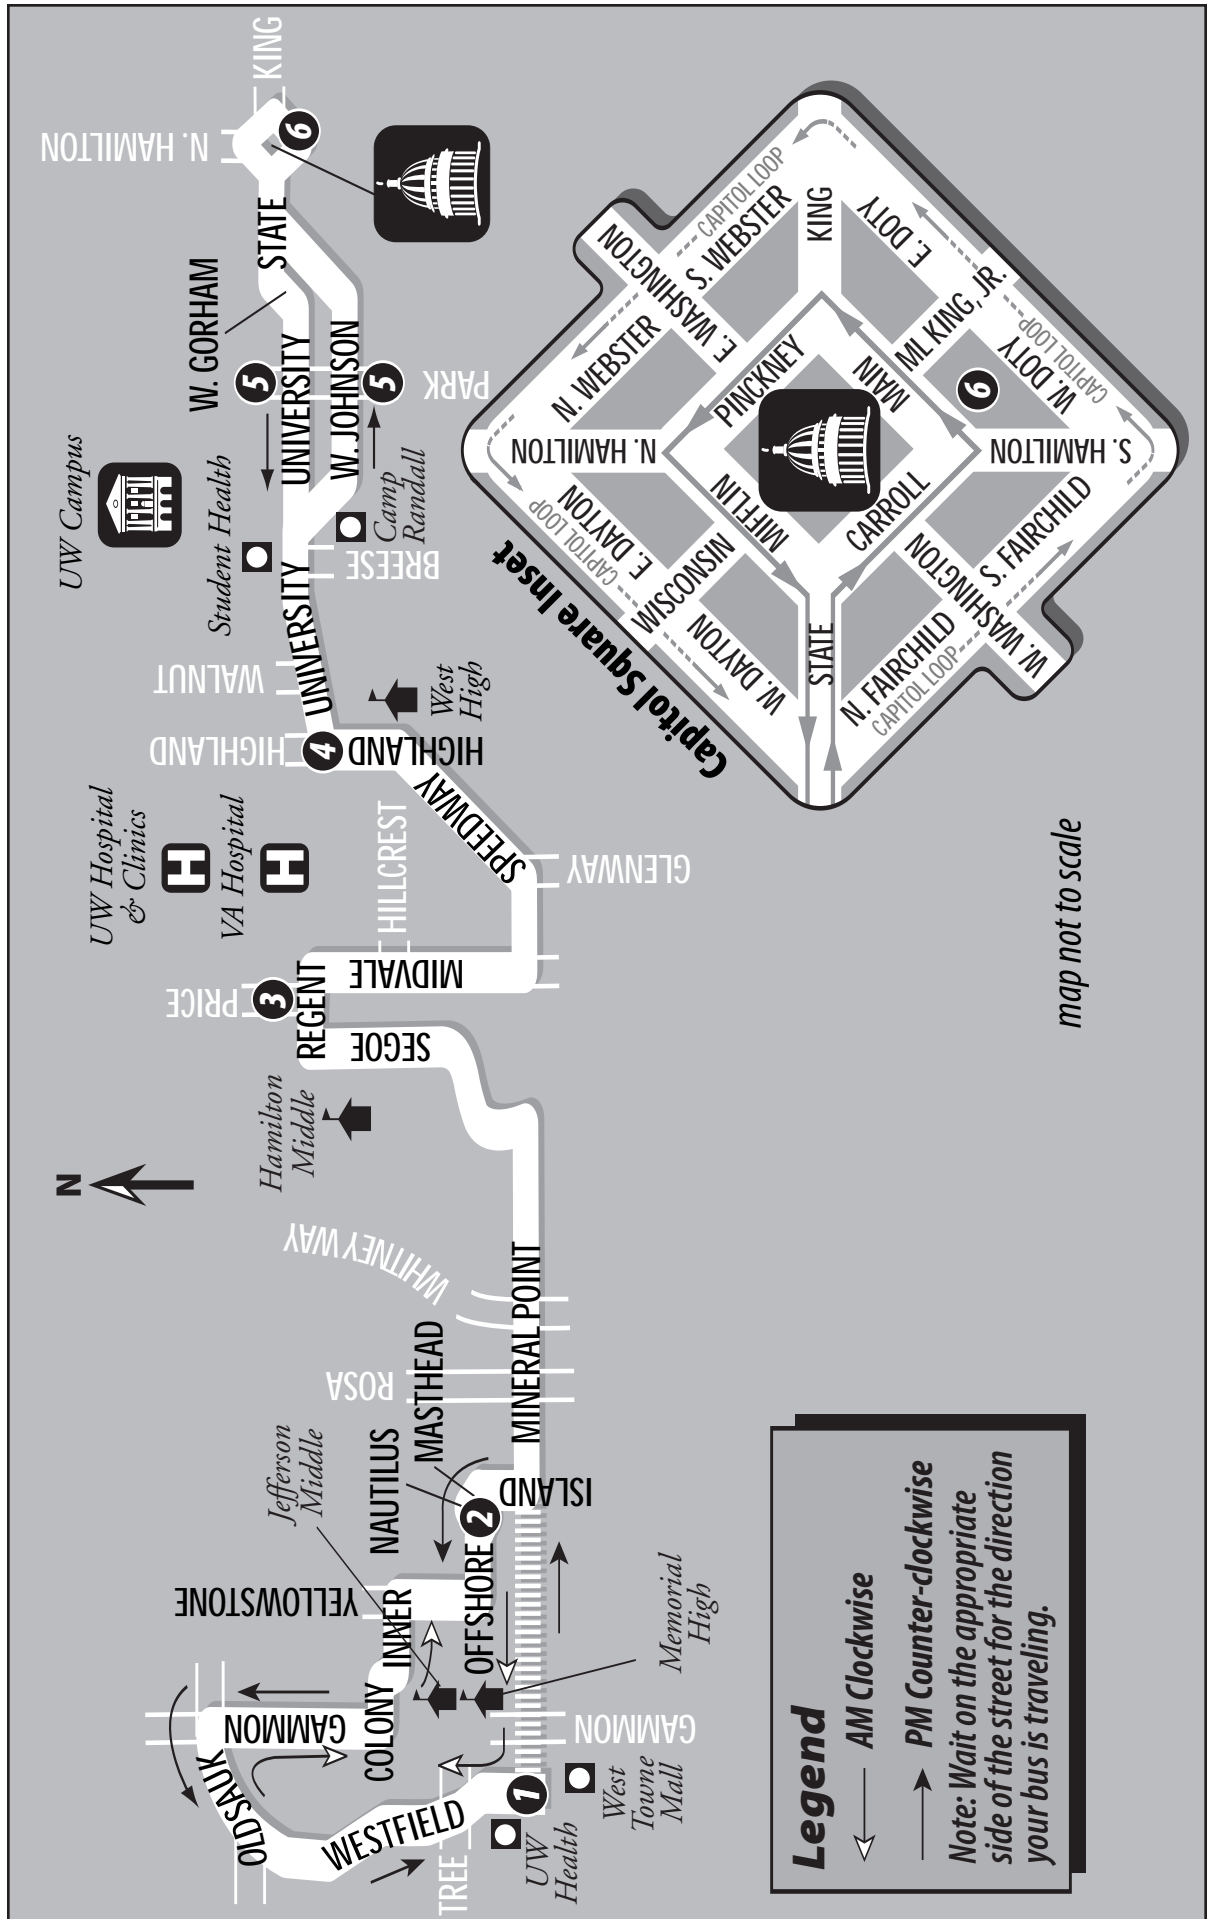 KING
N. HAMILTON
6
STATE
W. GORHAM
5
UNIVERSITY
W. JOHNSON
5
PARK
UW Campus
Student Health
Camp
Randall
BREESE
UNIVERSITY
WALNUT
UNIVERSITY
West
High
HIGHLAND
4
HIGHLAND
UW Hospital
& Clinics
H
VA Hospital
H
SPEEDWAY
HILLCREST
GLENWAY
PRICE
3
REGENT
MIDVALE
SEGOE
Hamilton
Middle
N
WHITNEY WAY
MINERAL POINT
ROSA
MASTHEAD
NAUTILUS
Jefferson
Middle
ISLAND
2
OFFSHORE
YELLOWSTONE
INNER
Memorial
High
COLONY
GAMMON
GAMMON
OLD SAUK
WESTFIELD
TREE
1
UW
Health
West
Towne
Mall
Capitol Square Inset
CAPITOL LOOP
S. WEBSTER
KING
E. DOTY
E. WASHINGTON
N. WEBSTER
PINCKNEY
MAIN
ML KING, JR.
W. DOTY
CAPITOL LOOP
6
N. HAMILTON
S. HAMILTON
MIFFLIN
CARROLL
E. DAYTON
CAPITOL LOOP
WISCONSIN
W. DAYTON
STATE
N. FAIRCHILD
CAPITOL LOOP
W. WASHINGTON
S. FAIRCHILD
map not to scale
Legend
AM Clockwise
PM Counter-clockwise
Note: Wait on the appropriate
side of the street for the direction
your bus is traveling.